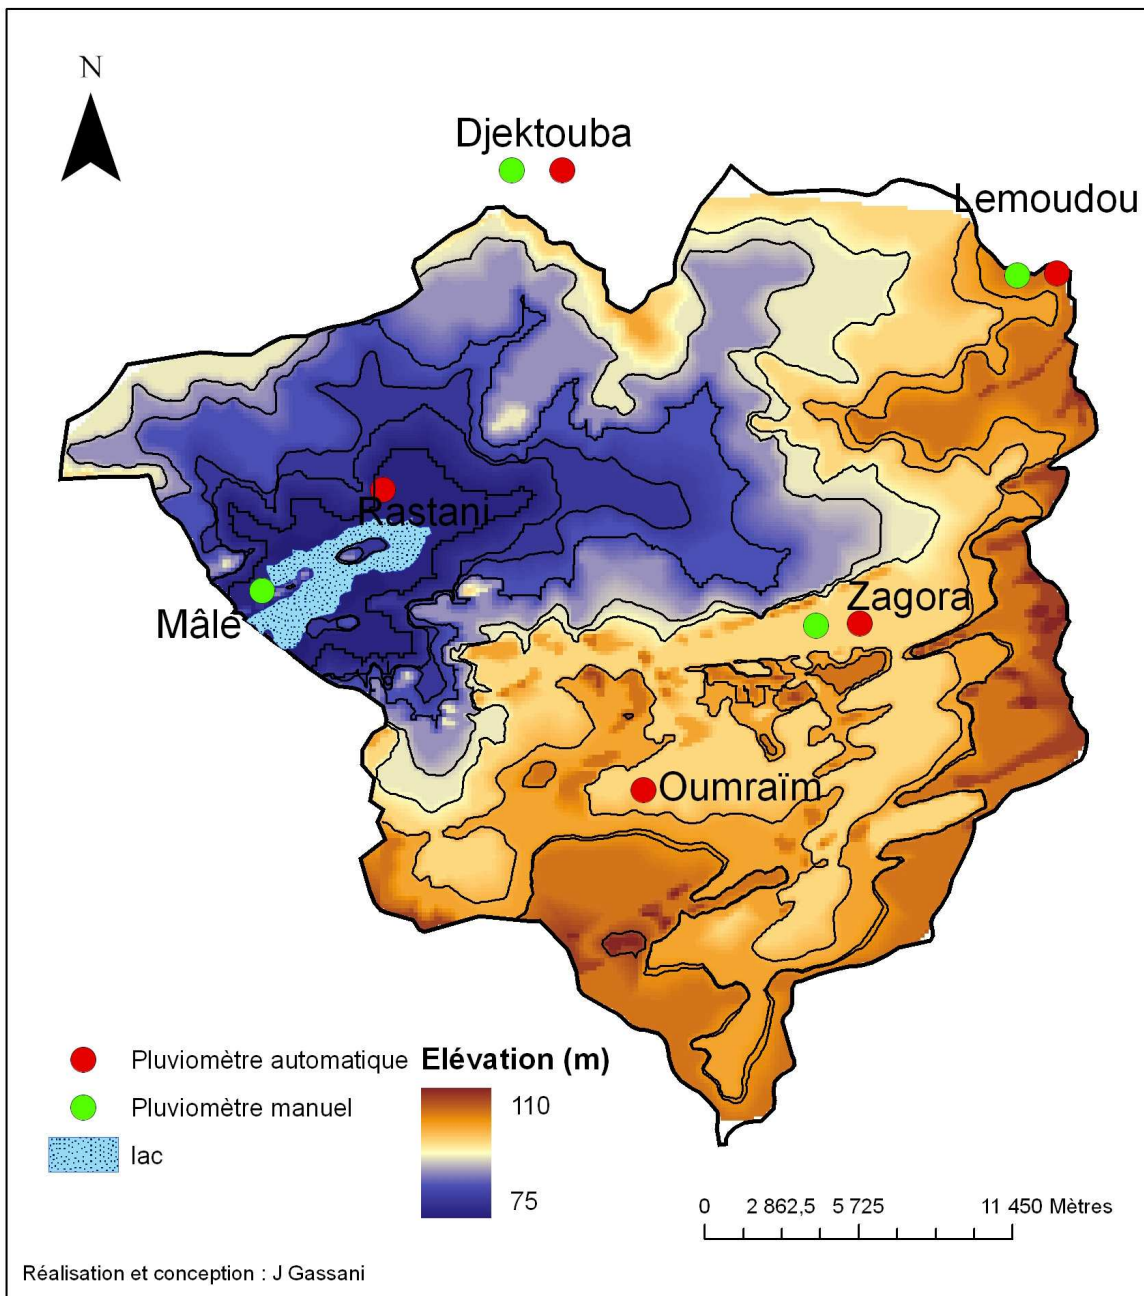 N
Djektouba
Lemoudou
Rastani
Mâlé
Zagora
Oumraïm
Pluviomètre automatique
Pluviomètre manuel
lac
Elévation (m)
110
75
0 2 862,5 5 725 11 450 Mètres
Réalisation et conception : J Gassani